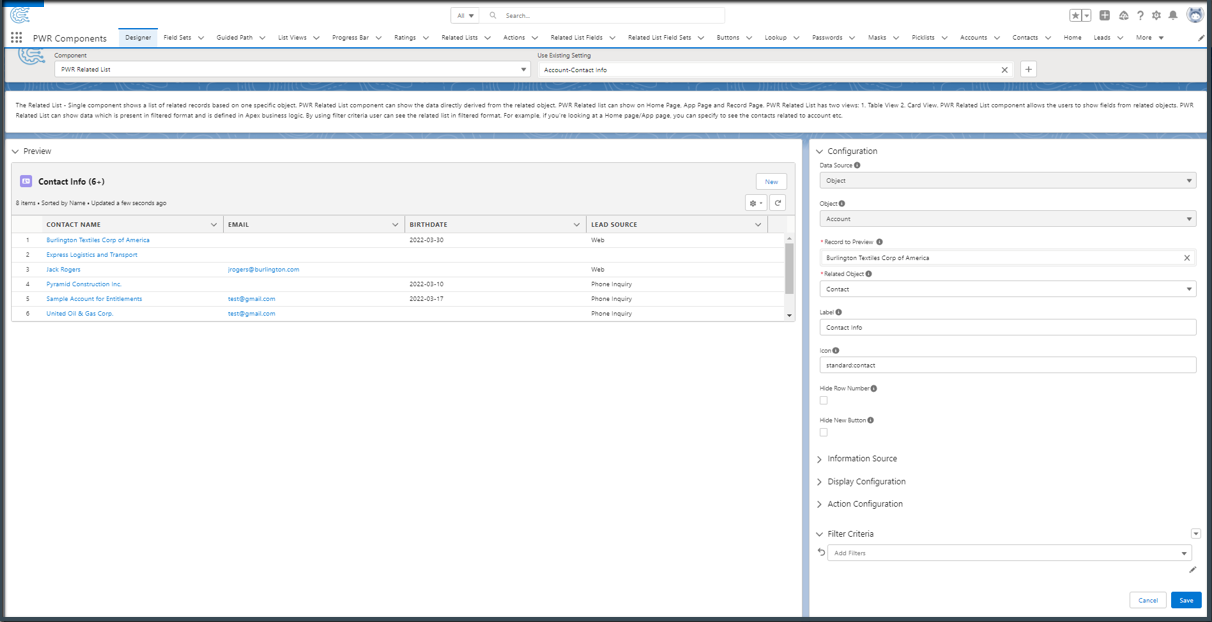 All
Search...
PWR Components
Designer Field Sets Guided Path List Views Progress Bar Ratings Related Lists Actions Related List Fields Related List Field Sets Buttons Lookup Passwords Masks Picklists Accounts Contacts Home Leads More
Component
PWR Related List
Use Existing Setting
Account-Contact Info
The Related List - Single component shows a list of related records based on one specific object. PWR Related List component can show the data directly derived from the related object. PWR Related list can show on Home Page, App Page and Record Page. PWR Related List has two views: 1. Table View 2. Card View. PWR Related List component allows the users to show fields from related objects. PWR
Related List can show data which is present in filtered format and is defined in Apex business logic. By using filter criteria user can see the related list in filtered format. For example, if you're looking at a Home page/App page, you can specify to see the contacts related to account etc.
Preview
Contact Info (6+)
New
8 items • Sorted by Name • Updated a few seconds ago
CONTACT NAME EMAIL BIRTHDATE LEAD SOURCE
1 Burlington Textiles Corp of America 2022-03-30 Web
2 Express Logistics and Transport
3 Jack Rogers jrogers@burlington.com Web
4 Pyramid Construction Inc. 2022-03-10 Phone Inquiry
5 Sample Account for Entitlements test@gmail.com 2022-03-17 Phone Inquiry
6 United Oil & Gas Corp. test@gmail.com Phone Inquiry
Configuration
Data Source
Object
Object
Account
*Record to Preview
Burlington Textiles Corp of America
*Related Object
Contact
Label
Contact Info
Icon
standard:contact
Hide Row Number
Hide New Button
Information Source
Display Configuration
Action Configuration
Filter Criteria
Add Filters
Cancel Save